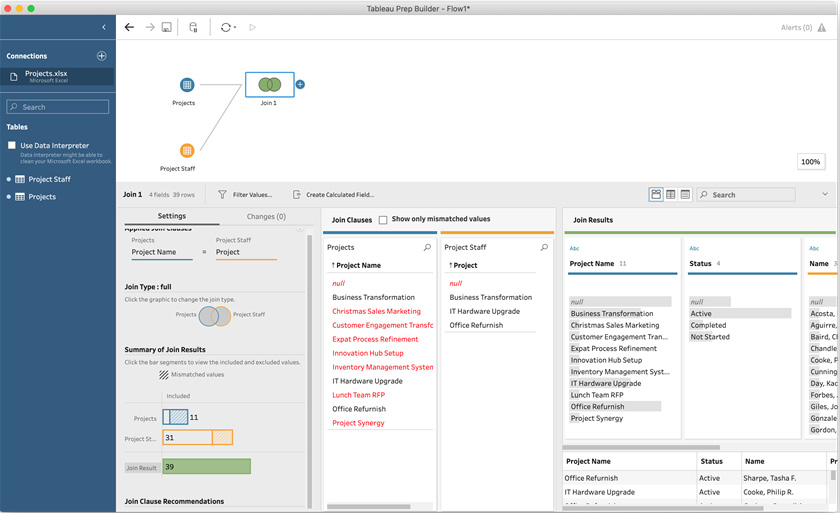 Tableau Prep Builder - Flow1*
Alerts (0)
Connections
Projects.xlsx
Microsoft Excel
Search
Tables
Use Data Interpreter
Data Interpreter might be able to
clean your Microsoft Excel workbook.
Project Staff
Projects
Projects
Join 1
Project Staff
100%
Join 1 4 fields 39 rows
Filter Values...
Create Calculated Field...
Search
Settings
Changes (0)
Applied Join Clauses
Projects Project Staff
Project Name = Project
Join Type : full
Click the graphic to change the join type.
Projects Project Staff
Summary of Join Results
Click the bar segments to view the included and excluded values.
Mismatched values
Included
Projects 11
Project St... 31
Join Result 39
Join Clause Recommendations
Join Clauses Show only mismatched values
Projects
Project Name
null
Business Transformation
Christmas Sales Marketing
Customer Engagement Transfc
Expat Process Refinement
Innovation Hub Setup
Inventory Management System
IT Hardware Upgrade
Lunch Team RFP
Office Refurnish
Project Synergy
Project Staff
Project
null
Business Transformation
IT Hardware Upgrade
Office Refurnish
Join Results
Abc
Project Name 11
null
Business Transformation
Christmas Sales Marketing
Customer Engagement Tran...
Expat Process Refinement
Innovation Hub Setup
Inventory Management Syst...
IT Hardware Upgrade
Lunch Team RFP
Office Refurnish
Project Synergy
Abc
Status 4
null
Active
Completed
Not Started
Abc
Name 3
null
Acosta,
Aguirre,
Baird, Cl
Chandle
Cooke, P
Cunning
Day, Kad
Forbes,
Giles, Jo
Gonzale
Gordon,
Project Name Status Name Pr
Office Refurnish Active Sharpe, Tasha F.
IT Hardware Upgrade Active Cooke, Philip R.